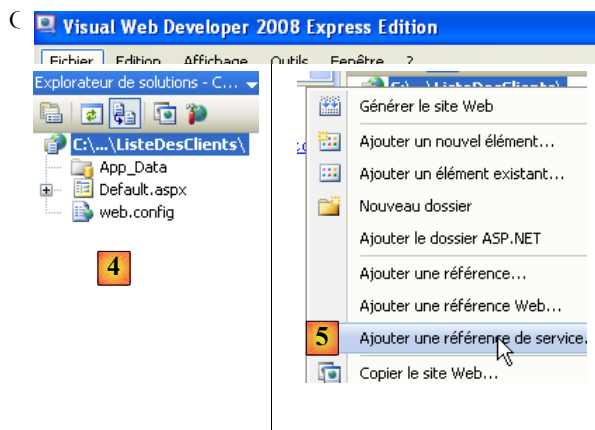 C
Visual Web Developer 2008 Express Edition
Fichier Edition Affichage Outils Fenêtre ?
Explorateur de solutions - C...
C:\...\ListeDesClients\
App_Data
Default.aspx
web.config
4
C:\...\ListeDesClients\
Générer le site Web
Ajouter un nouvel élément...
Ajouter un élément existant...
Nouveau dossier
Ajouter le dossier ASP.NET
Ajouter une référence...
Ajouter une référence Web...
5
Ajouter une référence de service.
Copier le site Web...